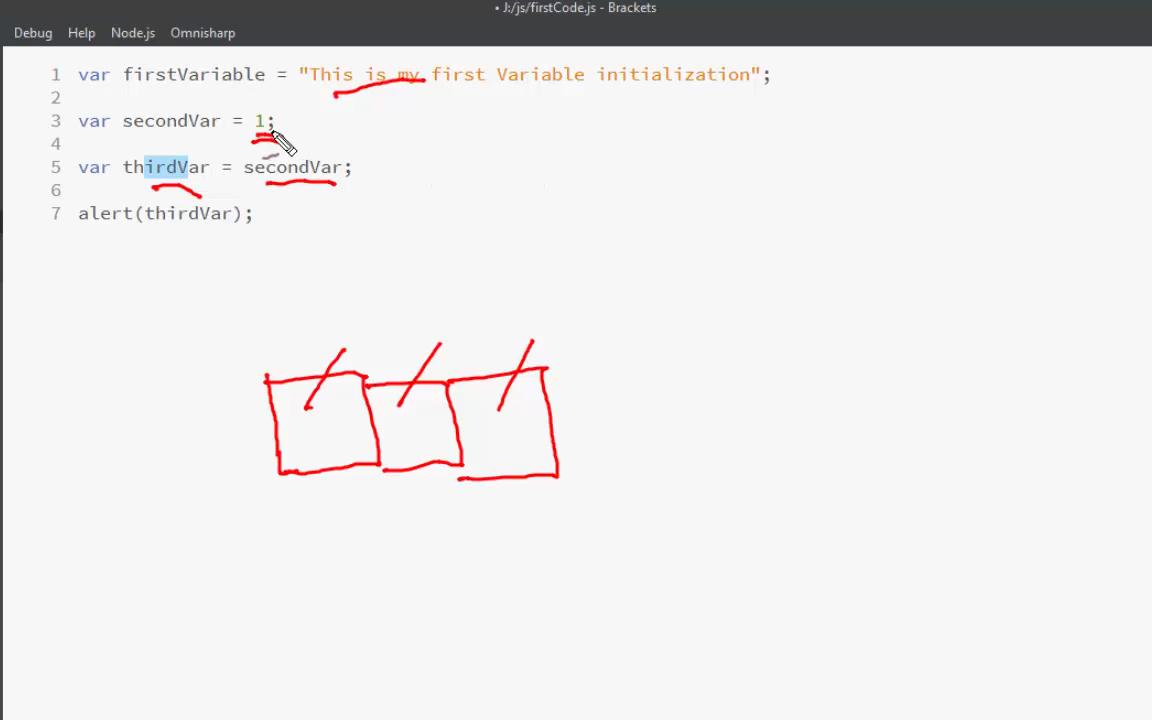 • J:/js/firstCode.js - Brackets
Debug Help Node.js Omnisharp
1 var firstVariable = "This is my first Variable initialization";
2
3 var secondVar = 1;
4
5 var thirdVar = secondVar;
6
7 alert(thirdVar);